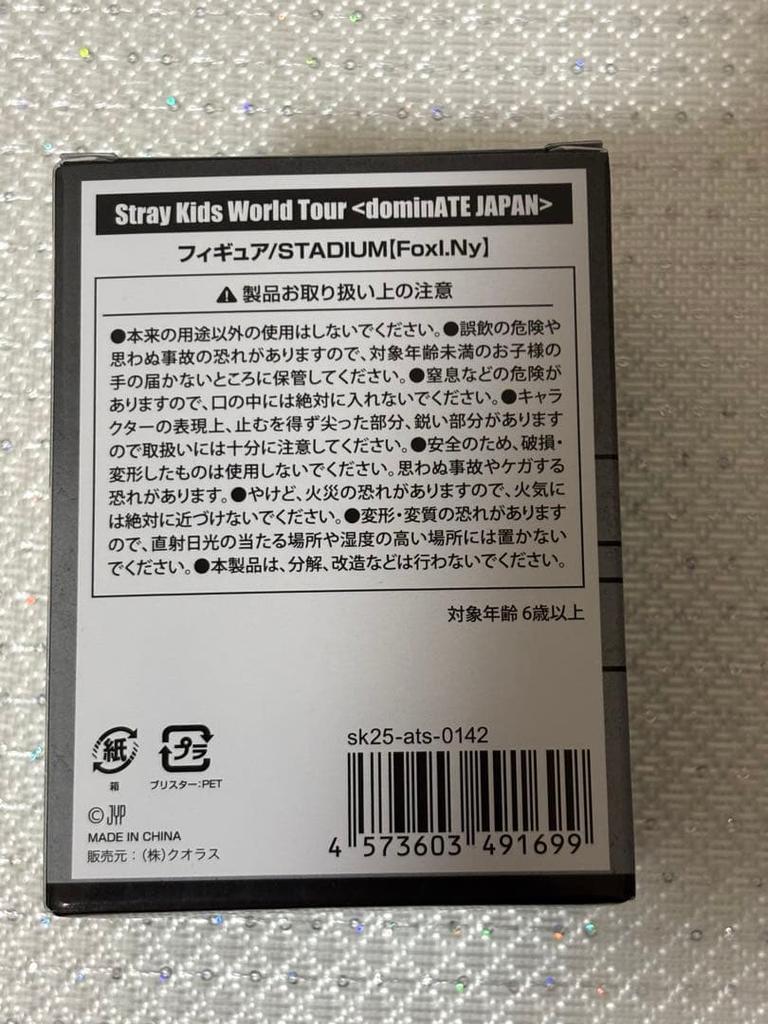 Stray Kids World Tour <dominATE JAPAN>
フィギュア/STADIUM【FoxI.Ny】
⚠ 製品お取り扱い上の注意
●本来の用途以外の使用はしないでください。●誤飲の危険や
思わぬ事故の恐れがありますので、対象年齢未満のお子様の
手の届かないところに保管してください。●窒息などの危険が
ありますので、口の中には絶対に入れないでください。●キャラ
クターの表現上、止むを得ず尖った部分、鋭い部分があります
ので取扱いには十分に注意してください。●安全のため、破損・
変形したものは使用しないでください。思わぬ事故やケガする
恐れがあります。●やけど、火災の恐れがありますので、火気に
は絶対に近づけないでください。●変形・変質の恐れがあります
ので、直射日光の当たる場所や湿度の高い場所には置かない
でください。●本製品は、分解、改造などは行わないでください。
対象年齢 6歳以上
紙
箱
プラ
ブリスター:PET
sk25-ats-0142
4 573603 491699
© JYP
MADE IN CHINA
販売元:(株)クオラス